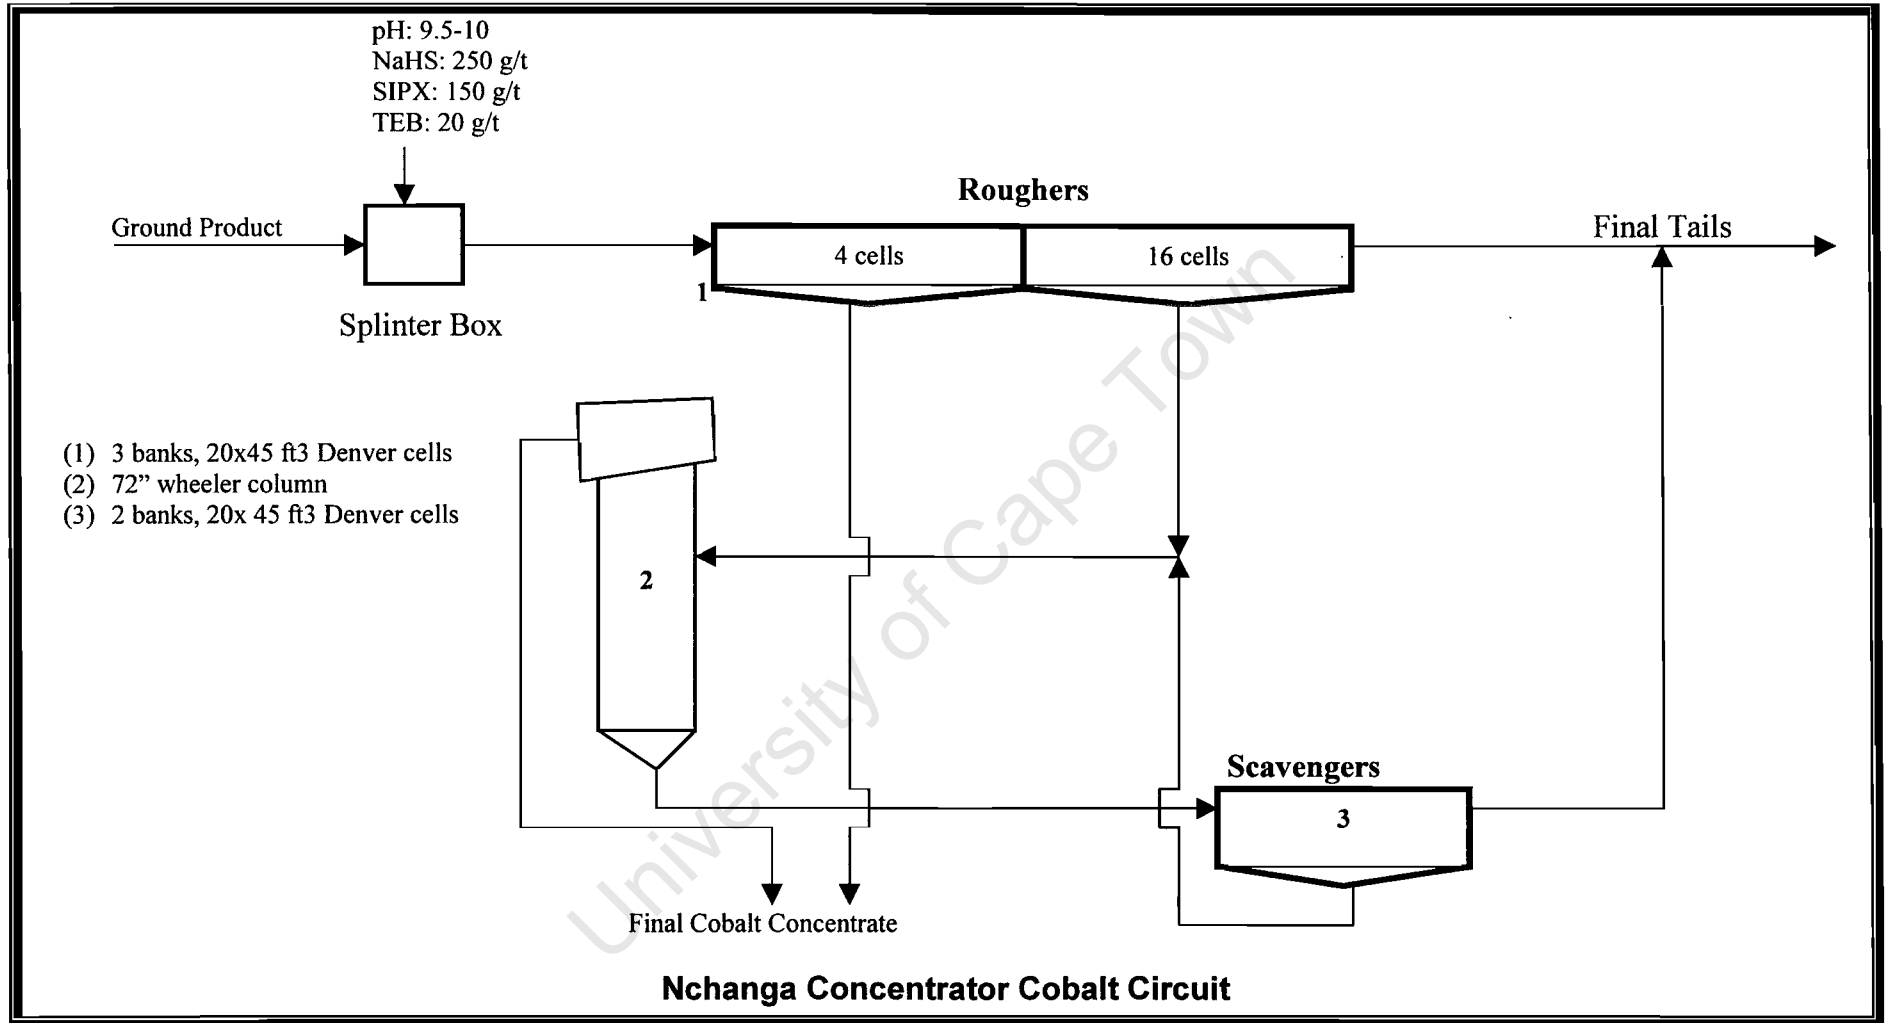 pH: 9.5-10
NaHS: 250 g/t
SIPX: 150 g/t
TEB: 20 g/t
Roughers
Ground Product
Final Tails
4 cells
16 cells
1
Splinter Box
(1) 3 banks, 20x45 ft3 Denver cells
(2) 72” wheeler column
(3) 2 banks, 20x 45 ft3 Denver cells
2
Scavengers
3
Final Cobalt Concentrate
University of Cape Town
Nchanga Concentrator Cobalt Circuit